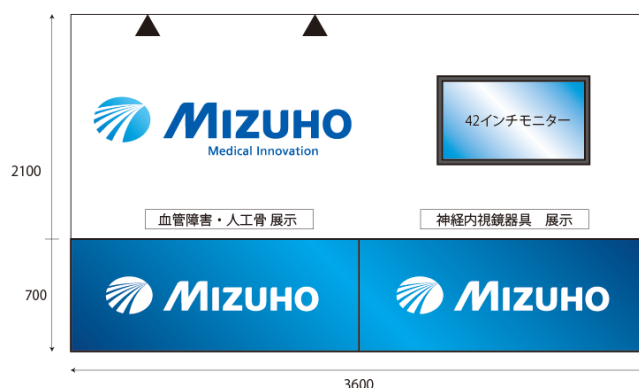 MIZUHO
Medical Innovation
42インチモニター
2100
血管障害・人工骨 展示
神経内視鏡器具 展示
700
MIZUHO
MIZUHO
3600